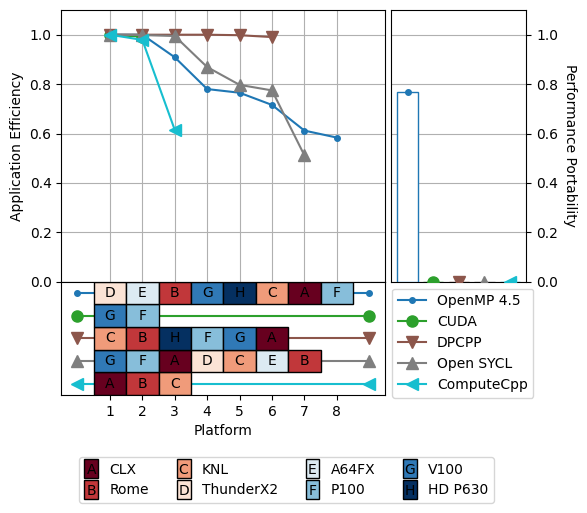 1.0
0.8
0.6
0.4
0.2
0.0
Application Efficiency
1.0
0.8
0.6
0.4
0.2
0.0
Performance Portability
D E B G H C A F
G F
C B H F G A
G F A D C E B
A B C
1 2 3 4 5 6 7 8
Platform
OpenMP 4.5
CUDA
DPCPP
Open SYCL
ComputeCpp
A CLX C KNL E A64FX G V100
B Rome D ThunderX2 F P100 H HD P630